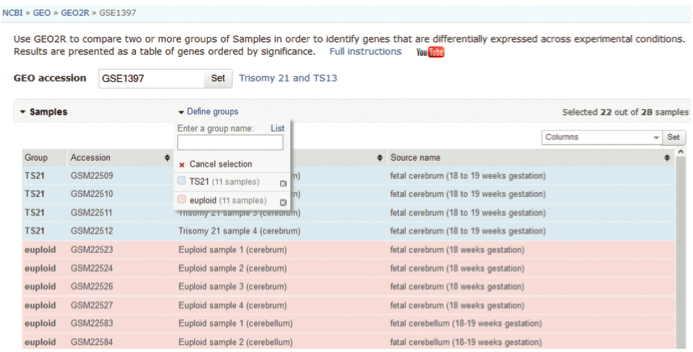 NCBI » GEO » GEO2R » GSE1397
Use GEO2R to compare two or more groups of Samples in order to identify genes that are differentially expressed across experimental conditions.
Results are presented as a table of genes ordered by significance. Full instructions YouTube
GEO accession GSE1397 Set Trisomy 21 and TS13
Samples Define groups Selected 22 out of 28 samples
Enter a group name: List
Columns Set
Cancel selection
TS21 (11 samples)
euploid (11 samples)
Group Accession Source name
TS21 GSM22509 fetal cerebrum (18 to 19 weeks gestation)
TS21 GSM22510 fetal cerebrum (18 to 19 weeks gestation)
TS21 GSM22511 Trisomy 21 sample 3 (cerebrum) fetal cerebrum (18 to 19 weeks gestation)
TS21 GSM22512 Trisomy 21 sample 4 (cerebrum) fetal cerebrum (18 to 19 weeks gestation)
euploid GSM22523 Euploid sample 1 (cerebrum) fetal cerebrum (18 weeks gestation)
euploid GSM22524 Euploid sample 2 (cerebrum) fetal cerebrum (18 weeks gestation)
euploid GSM22526 Euploid sample 3 (cerebrum) fetal cerebrum (18 weeks gestation)
euploid GSM22527 Euploid sample 4 (cerebrum) fetal cerebrum (18 weeks gestation)
euploid GSM22583 Euploid sample 1 (cerebellum) fetal cerebellum (18-19 weeks gestation)
euploid GSM22584 Euploid sample 2 (cerebellum) fetal cerebellum (18-19 weeks gestation)